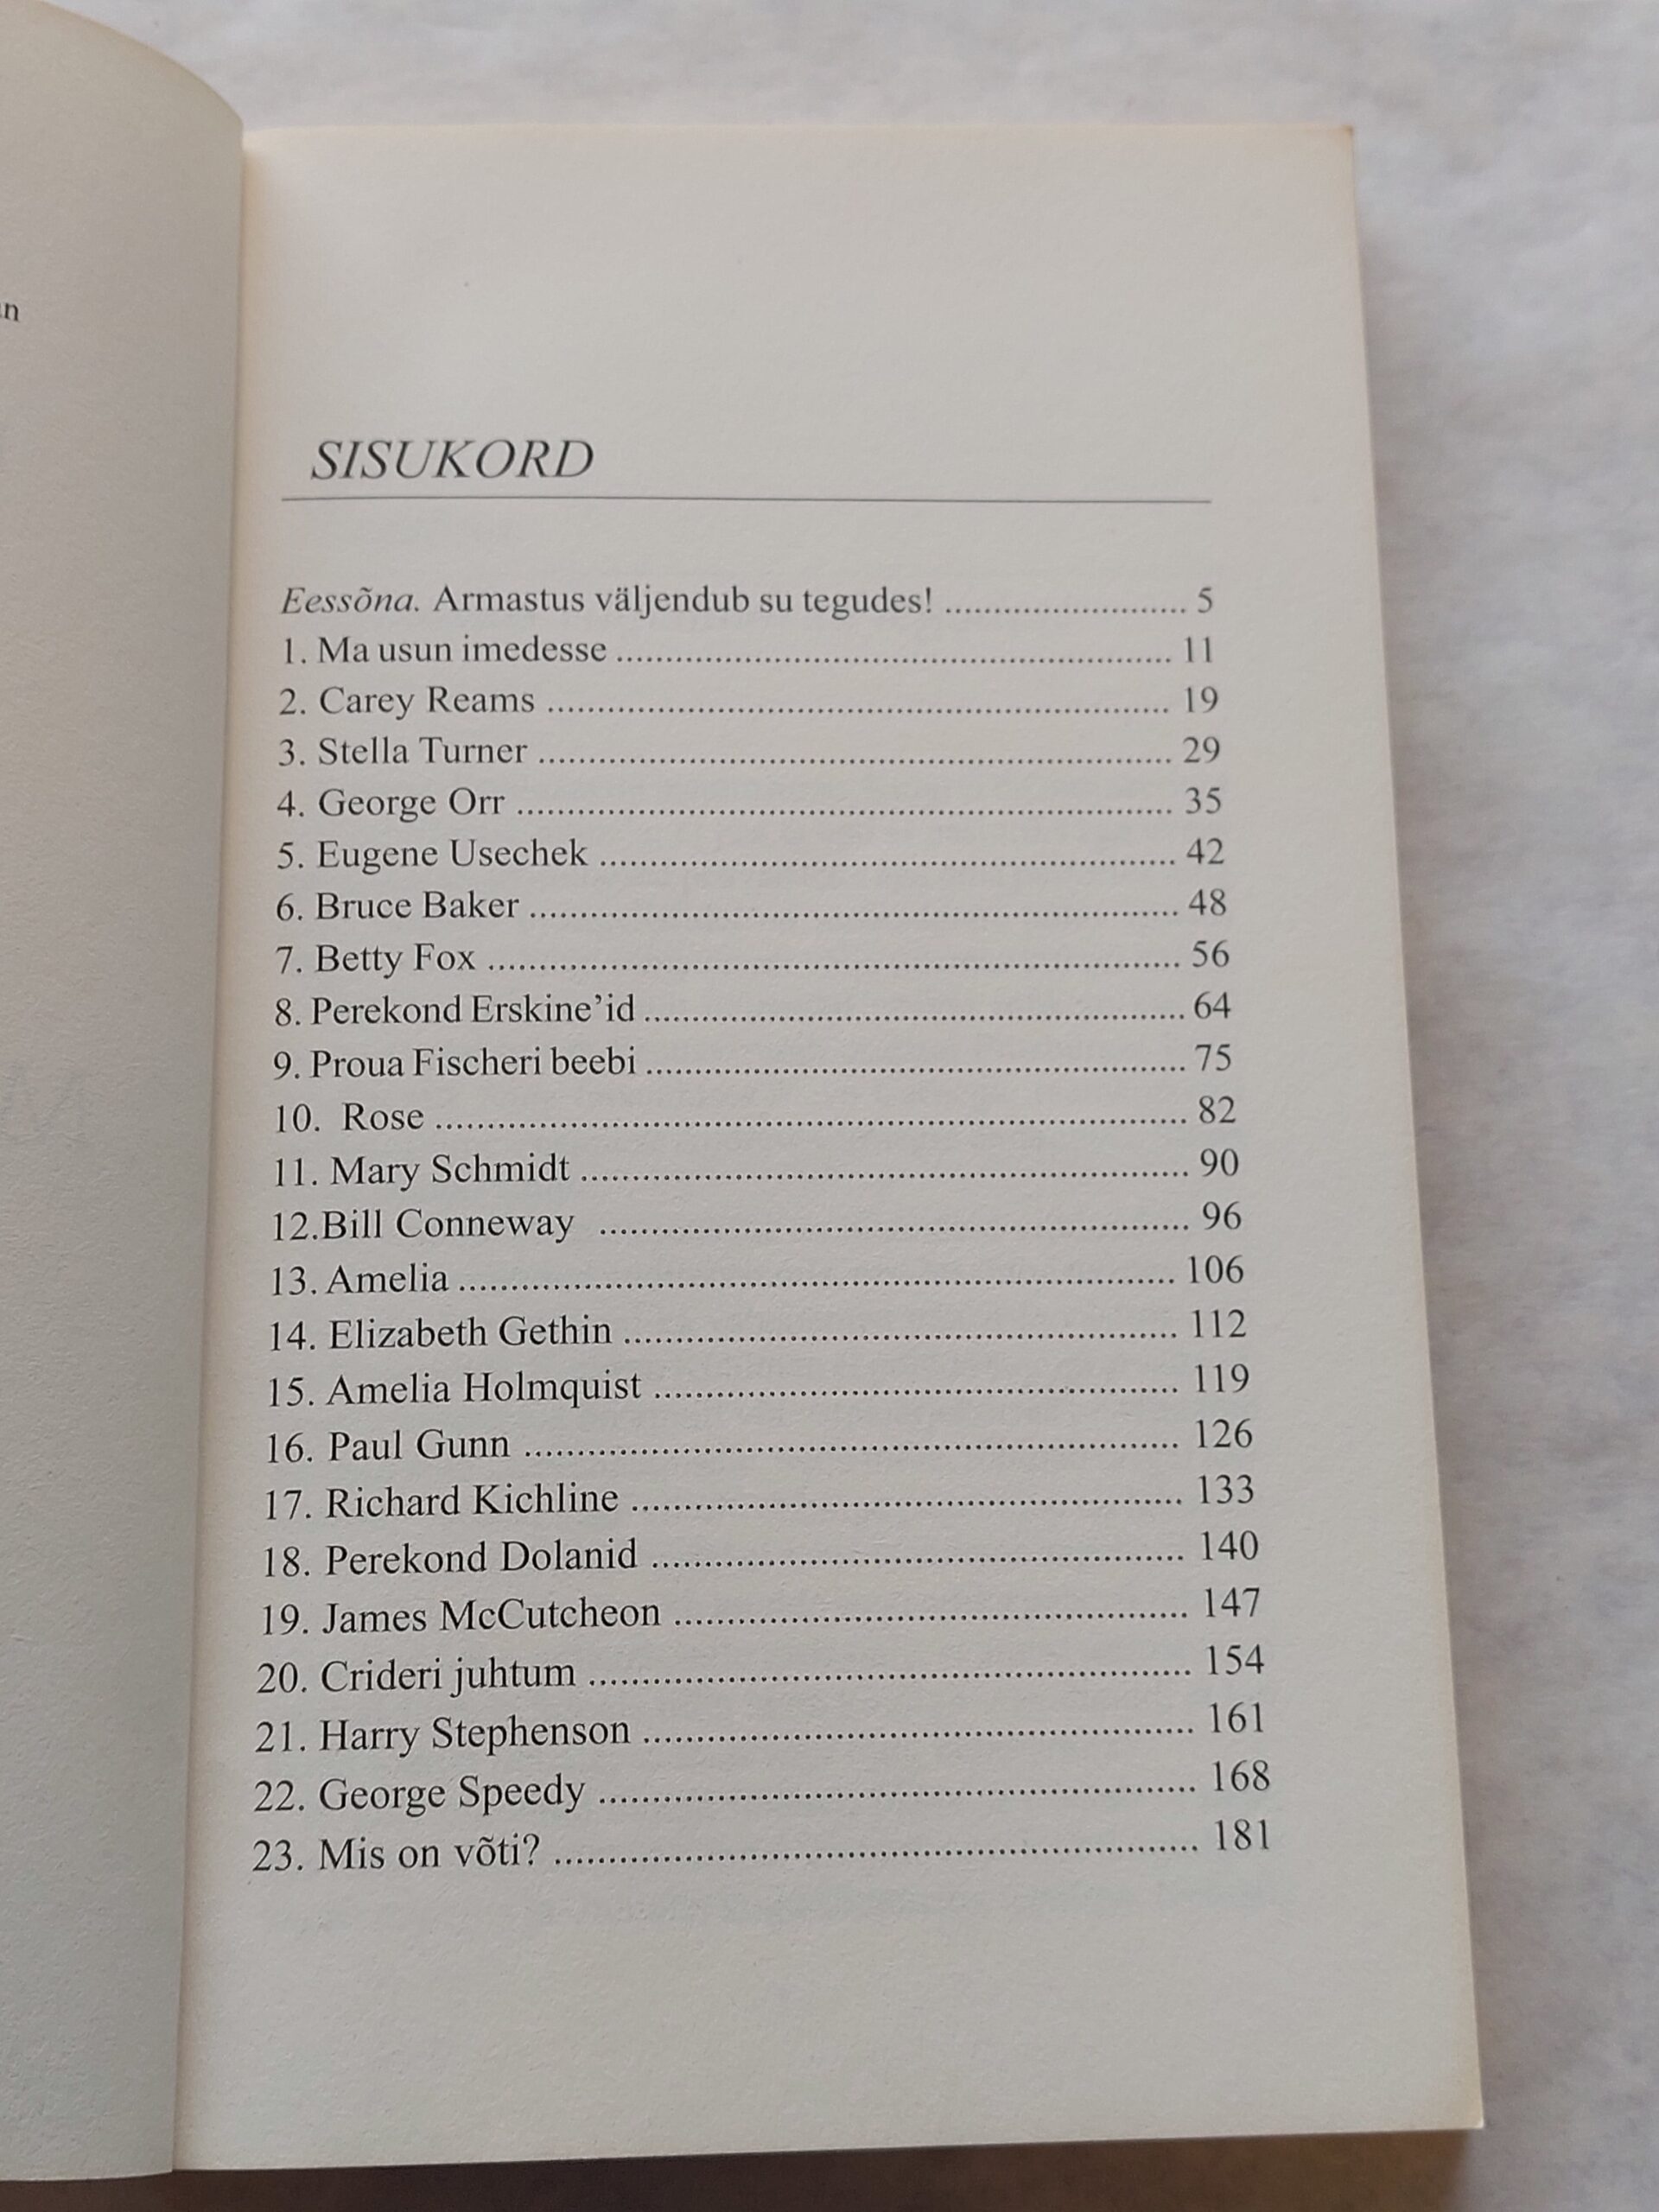 SISUKORD
Eessõna. Armastus väljendub su tegudes! ........................ 5
1. Ma usun imedesse ........................................................ 11
2. Carey Reams ............................................................... 19
3. Stella Turner ................................................................ 29
4. George Orr .................................................................. 35
5. Eugene Usechek .......................................................... 42
6. Bruce Baker ................................................................. 48
7. Betty Fox ..................................................................... 56
8. Perekond Erskine’id ...................................................... 64
9. Proua Fischeri beebi ...................................................... 75
10. Rose .......................................................................... 82
11. Mary Schmidt ............................................................ 90
12.Bill Conneway .......................................................... 96
13. Amelia ...................................................................... 106
14. Elizabeth Gethin ....................................................... 112
15. Amelia Holmquist .................................................... 119
16. Paul Gunn ................................................................. 126
17. Richard Kichline ...................................................... 133
18. Perekond Dolanid .................................................... 140
19. James McCutcheon .................................................. 147
20. Crideri juhtum .......................................................... 154
21. Harry Stephenson ..................................................... 161
22. George Speedy ......................................................... 168
23. Mis on võti? ............................................................. 181